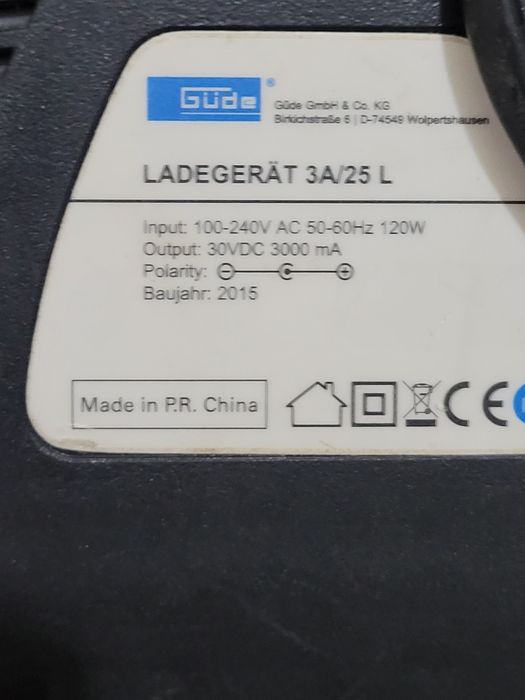 Güde®
Güde GmbH & Co. KG
Birkichstraße 6 | D-74549 Wolpertshausen
LADEGERÄT 3A/25 L
Input: 100-240V AC 50-60Hz 120W
Output: 30VDC 3000 mA
Polarity:
Baujahr: 2015
Made in P.R. China
CE